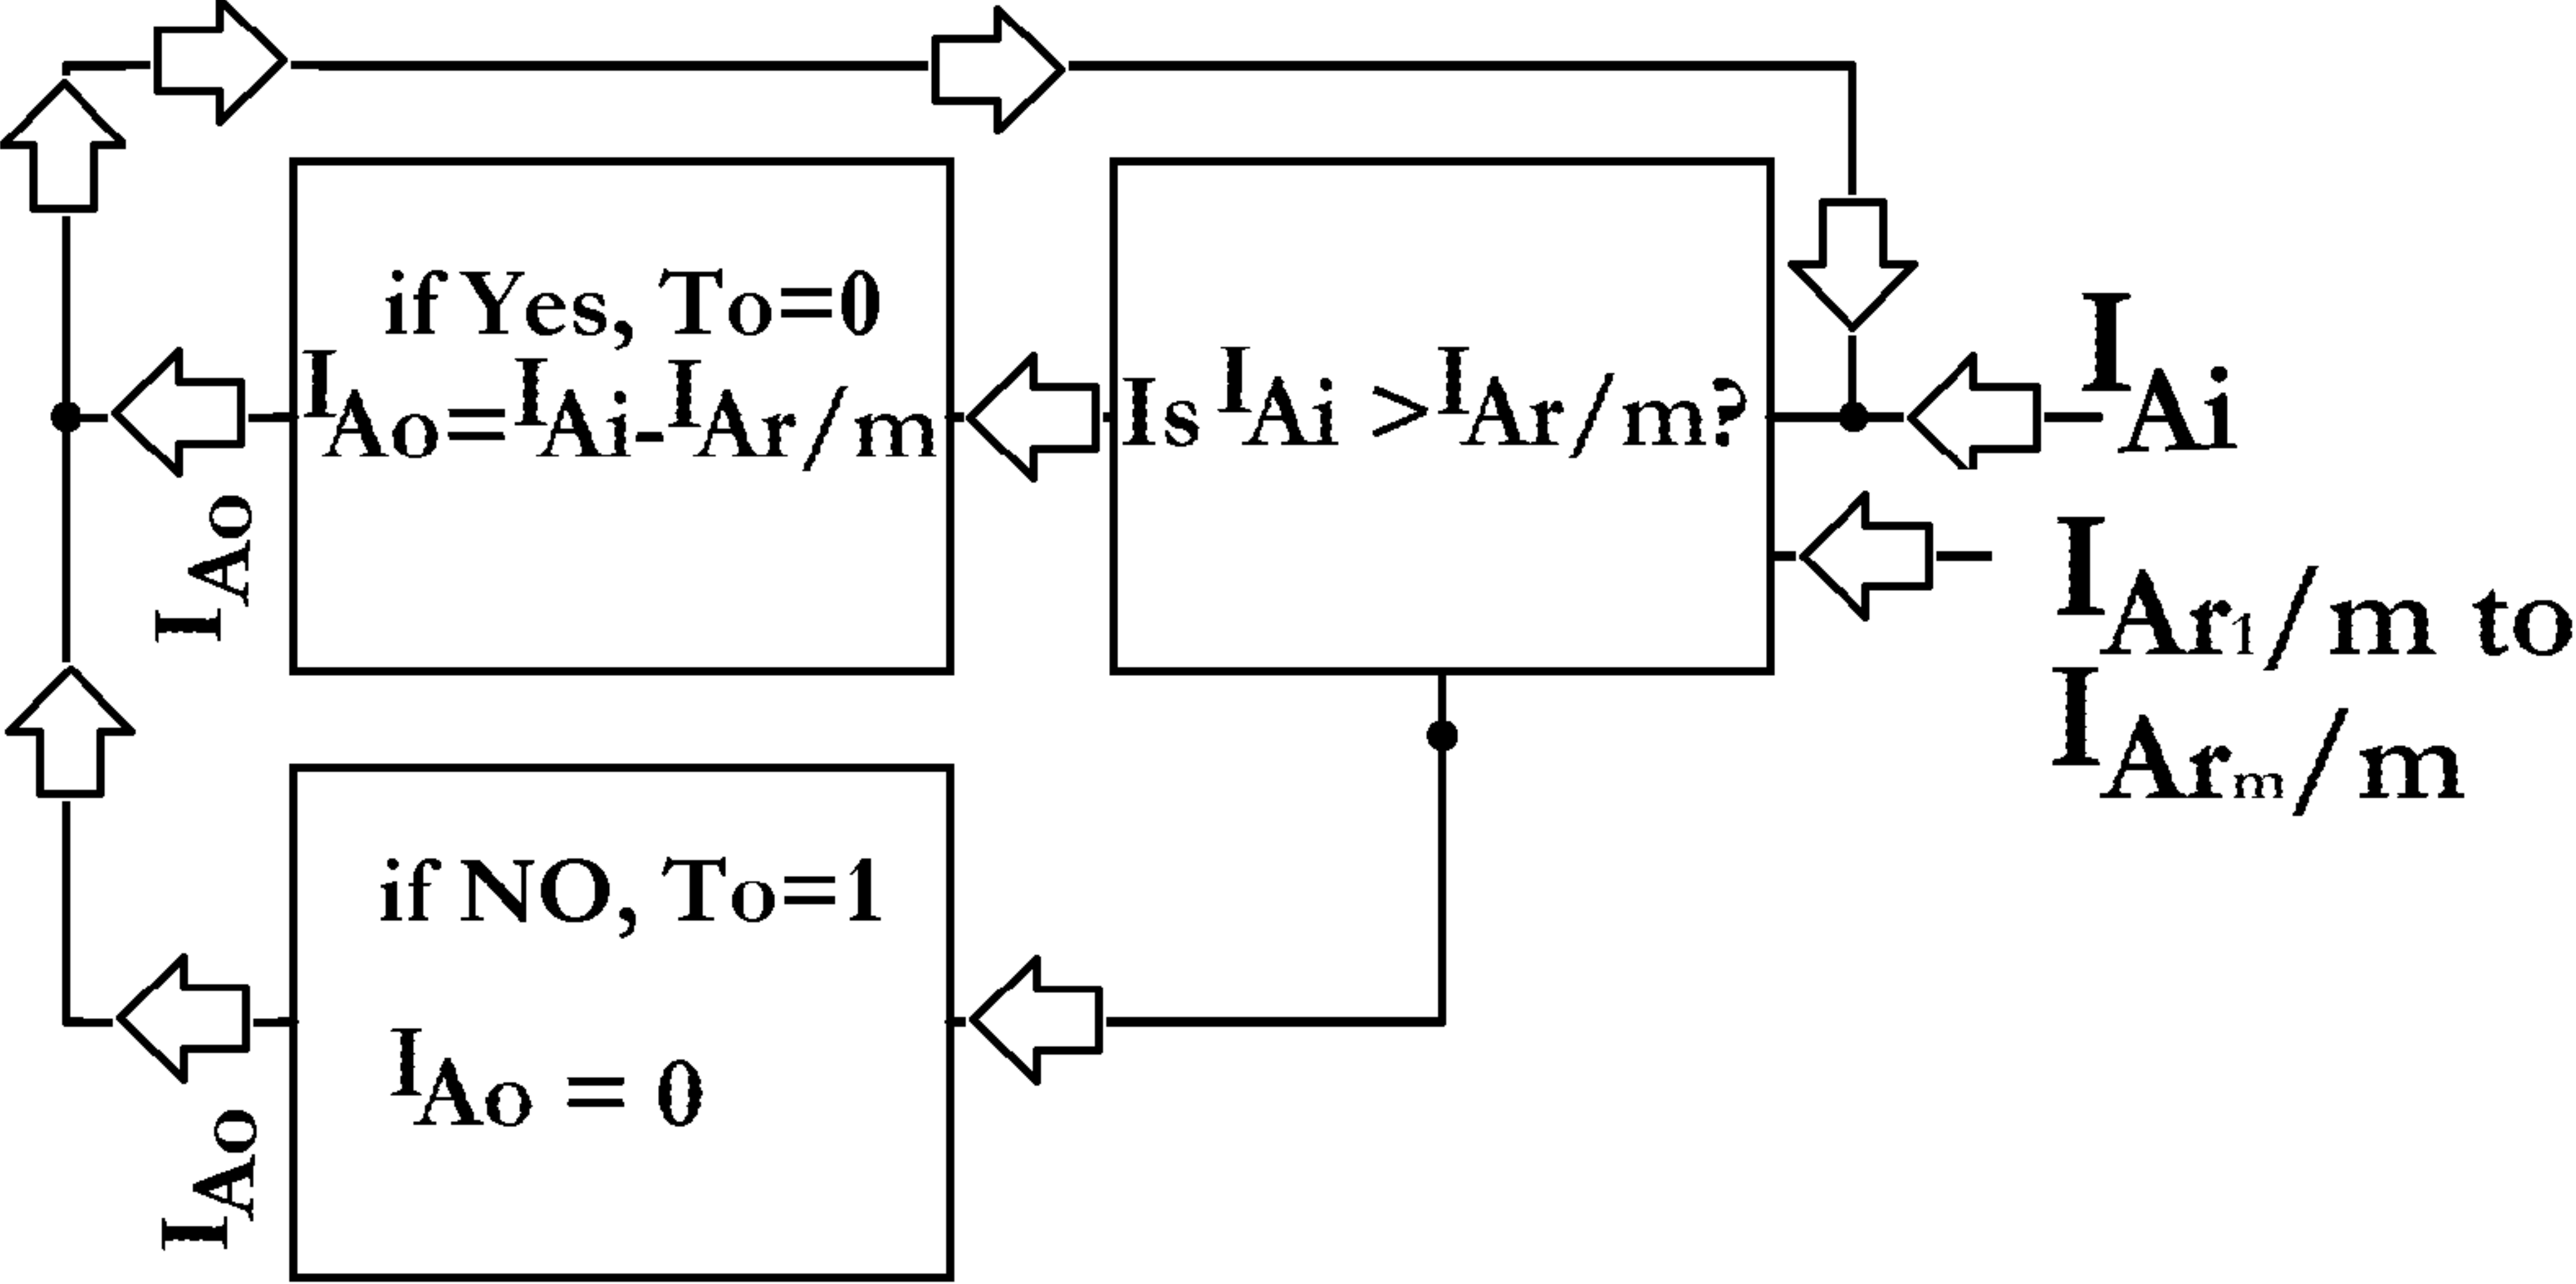 if Yes, To=0
IAo=IAi-IAr/m
Is IAi >IAr/m?
IAi
IAr1/m to
IArm/m
IAo
if NO, To=1
IAo = 0
IAo